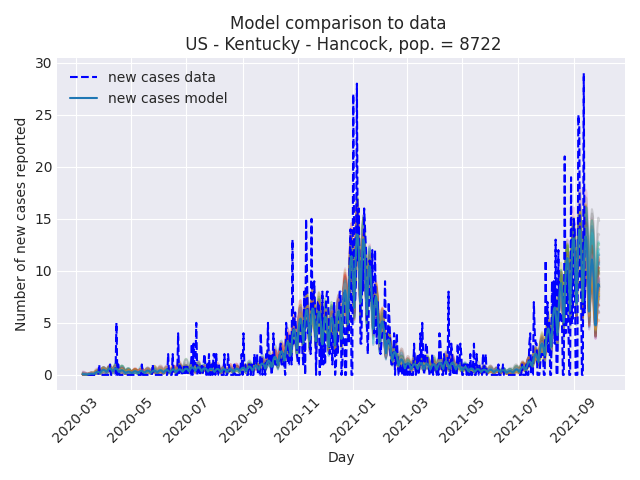 Model comparison to data
US - Kentucky - Hancock, pop. = 8722
new cases data
new cases model
Number of new cases reported
30
25
20
15
10
5
0
2020-03
2020-05
2020-07
2020-09
2020-11
2021-01
2021-03
2021-05
2021-07
2021-09
Day